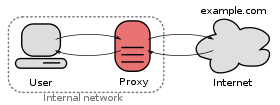 example.com
User
Proxy
Internet
Internal network